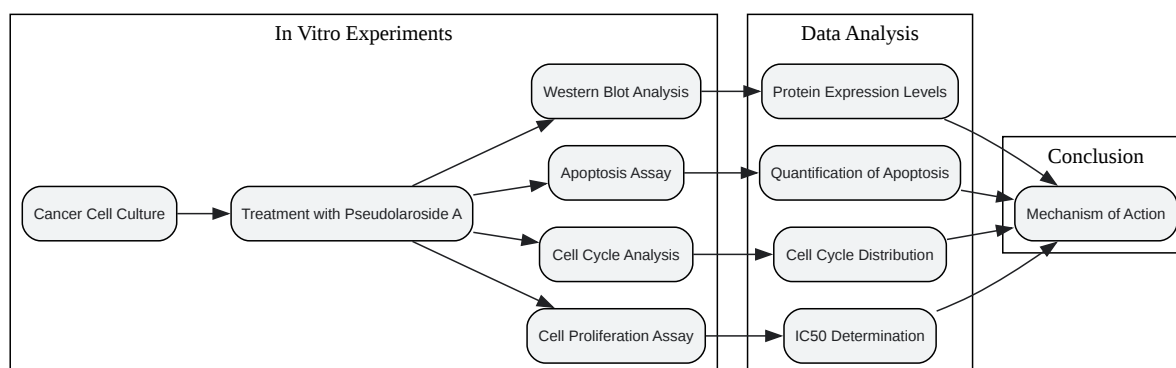 In Vitro Experiments
Data Analysis
Conclusion
Western Blot Analysis
Protein Expression Levels
Apoptosis Assay
Quantification of Apoptosis
Cancer Cell Culture
Treatment with Pseudolaroside A
Mechanism of Action
Cell Cycle Analysis
Cell Cycle Distribution
Cell Proliferation Assay
IC50 Determination